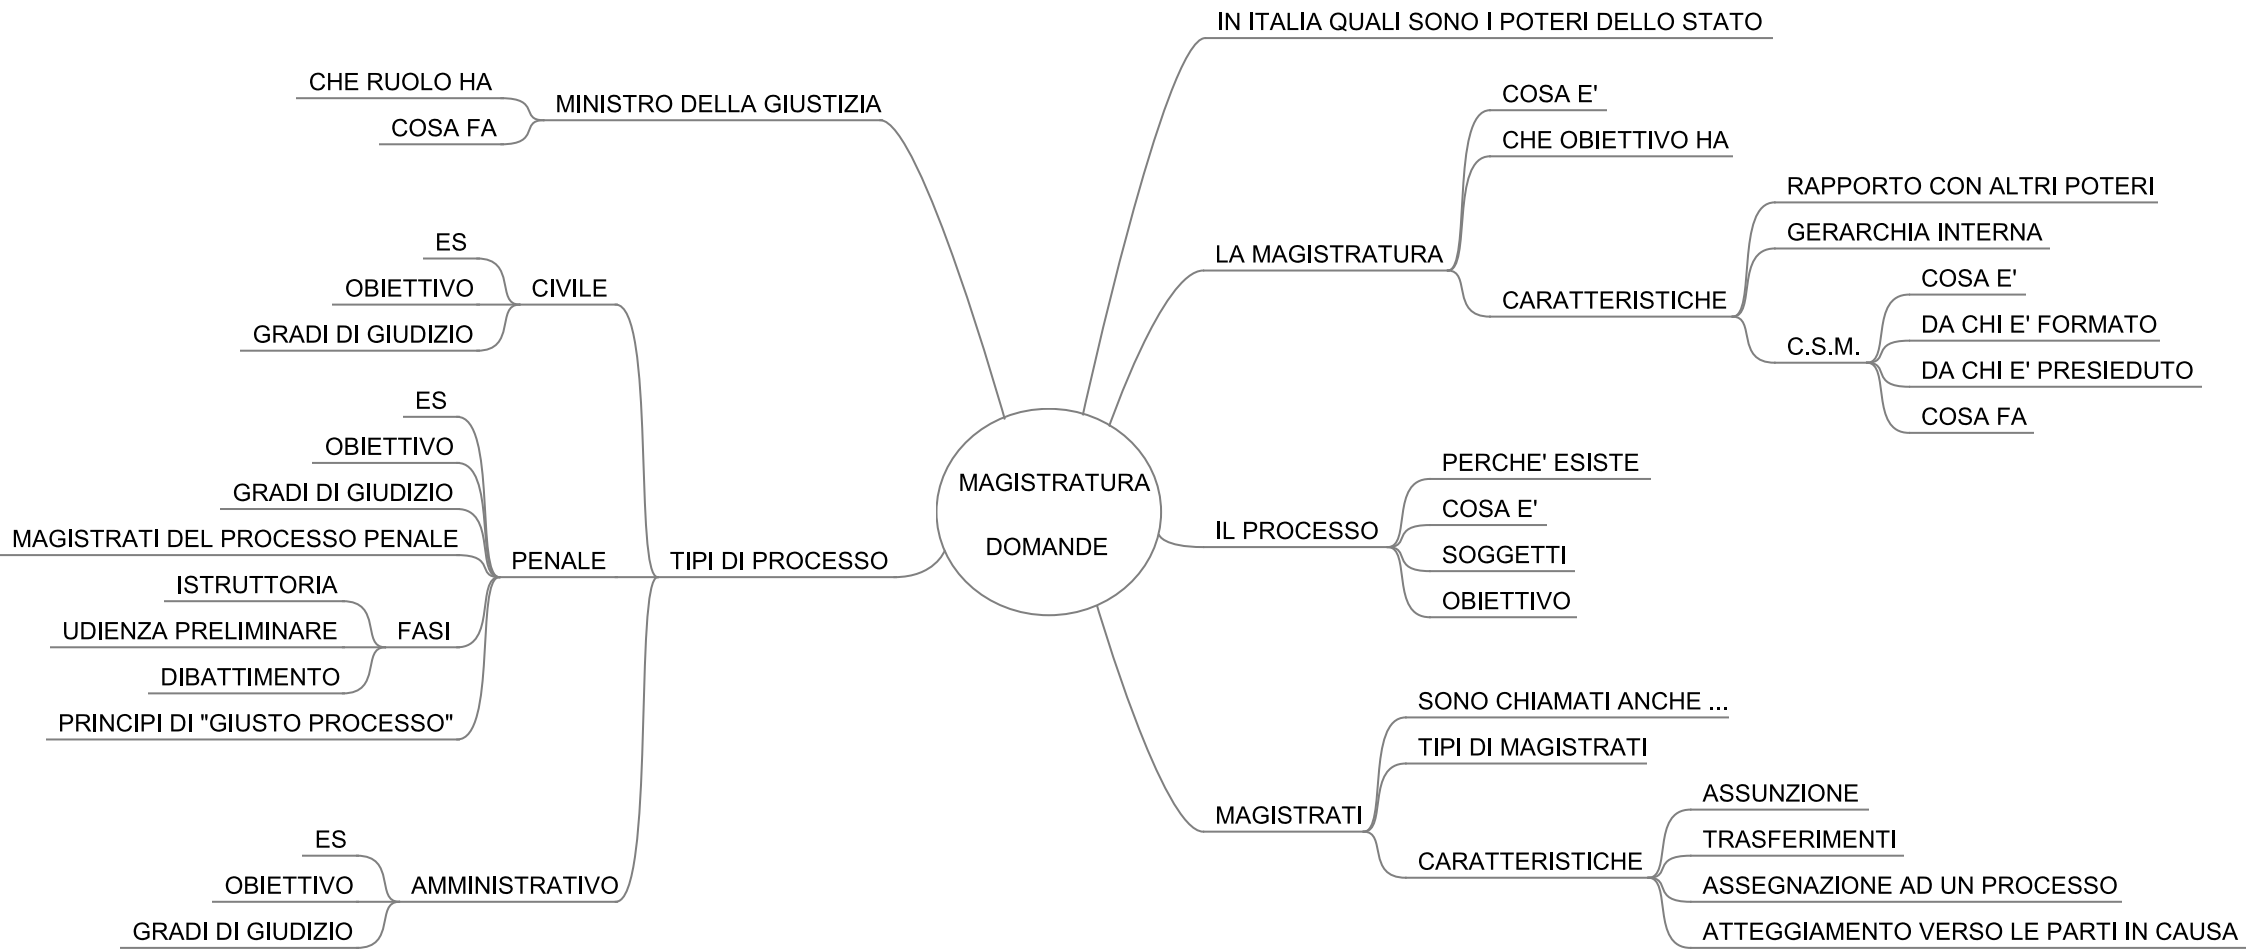 MAGISTRATURA
DOMANDE
IN ITALIA QUALI SONO I POTERI DELLO STATO
LA MAGISTRATURA
COSA E'
CHE OBIETTIVO HA
CARATTERISTICHE
RAPPORTO CON ALTRI POTERI
GERARCHIA INTERNA
C.S.M.
COSA E'
DA CHI E' FORMATO
DA CHI E' PRESIEDUTO
COSA FA
IL PROCESSO
PERCHE' ESISTE
COSA E'
SOGGETTI
OBIETTIVO
MAGISTRATI
SONO CHIAMATI ANCHE ...
TIPI DI MAGISTRATI
CARATTERISTICHE
ASSUNZIONE
TRASFERIMENTI
ASSEGNAZIONE AD UN PROCESSO
ATTEGGIAMENTO VERSO LE PARTI IN CAUSA
MINISTRO DELLA GIUSTIZIA
CHE RUOLO HA
COSA FA
TIPI DI PROCESSO
CIVILE
ES
OBIETTIVO
GRADI DI GIUDIZIO
PENALE
ES
OBIETTIVO
GRADI DI GIUDIZIO
MAGISTRATI DEL PROCESSO PENALE
FASI
ISTRUTTORIA
UDIENZA PRELIMINARE
DIBATTIMENTO
PRINCIPI DI "GIUSTO PROCESSO"
AMMINISTRATIVO
ES
OBIETTIVO
GRADI DI GIUDIZIO